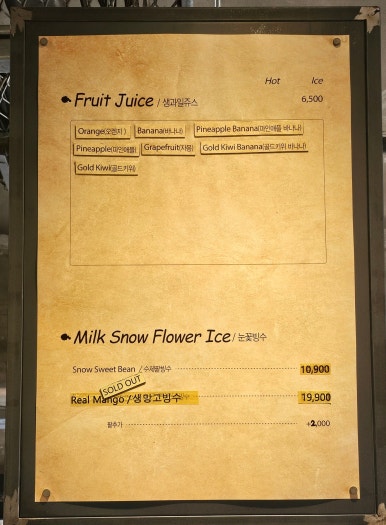 Hot Ice
Fruit Juice / 생과일쥬스 6,500
Orange(오렌지) Banana(바나나) Pineapple Banana(파인애플 바나나)
Pineapple(파인애플) Grapefruit(자몽) Gold Kiwi Banana(골드키위 바나나)
Gold Kiwi(골드키위)
Milk Snow Flower Ice / 눈꽃빙수
Snow Sweet Bean / 수제팥빙수 10,900
SOLD OUT
Real Mango / 생망고빙수 19,900
팥추가 +2,000